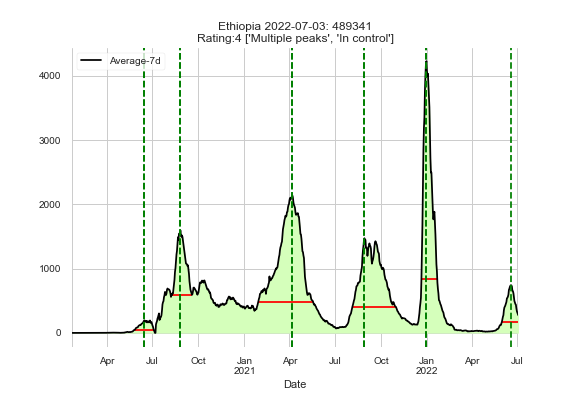 Ethiopia 2022-07-03: 489341
Rating:4 ['Multiple peaks', 'In control']
Average-7d
4000
3000
2000
1000
0
Apr Jul Oct Jan Apr Jul Oct Jan Apr Jul
2021 2022
Date